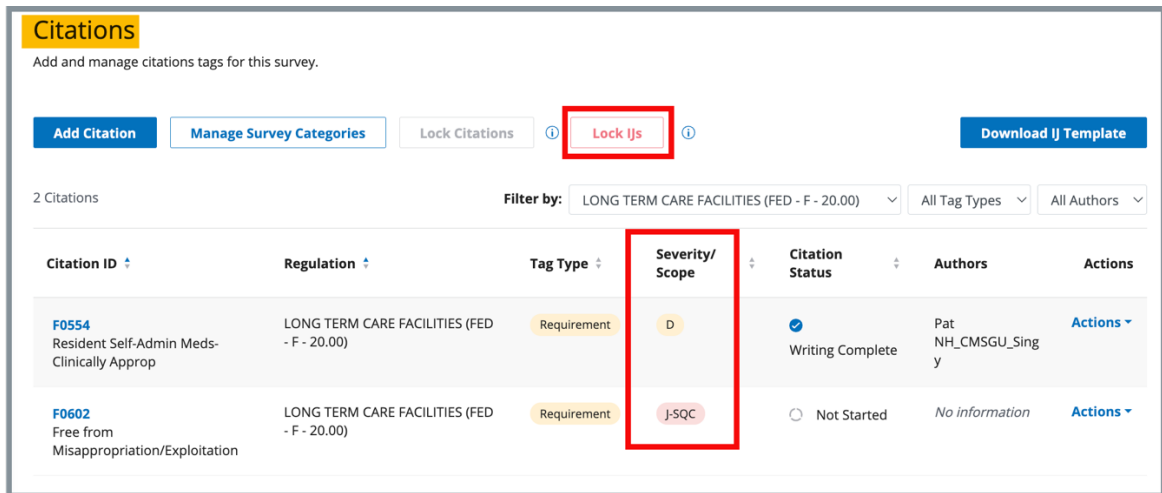 Citations
Add and manage citations tags for this survey.
Add Citation Manage Survey Categories Lock Citations Lock IJs Download IJ Template
2 Citations Filter by: LONG TERM CARE FACILITIES (FED - F - 20.00) All Tag Types All Authors
Citation ID Regulation Tag Type Severity/ Scope Citation Status Authors Actions
F0554 LONG TERM CARE FACILITIES (FED Requirement D Pat Actions
Resident Self-Admin Meds- - F - 20.00) Writing Complete NH_CMSGU_Sing
Clinically Approp y
F0602 LONG TERM CARE FACILITIES (FED Requirement J-SQC Not Started No information Actions
Free from - F - 20.00)
Misappropriation/Exploitation